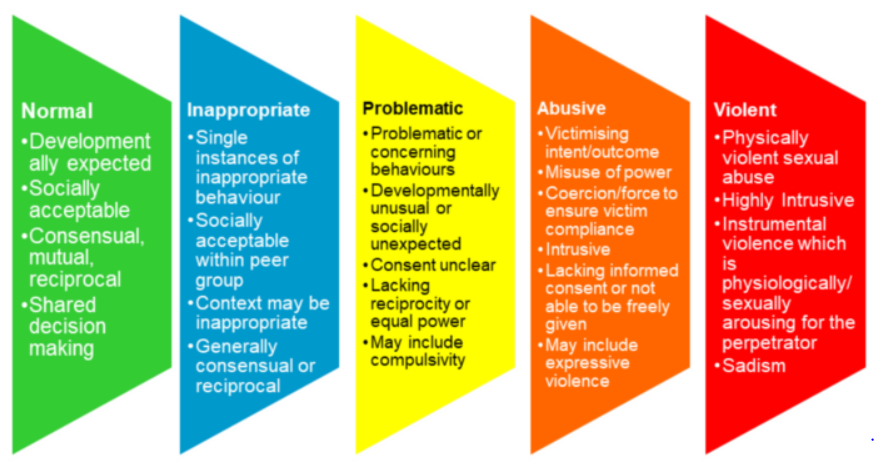 Normal
•Development
ally expected
•Socially
acceptable
•Consensual,
mutual,
reciprocal
•Shared
decision
making
Inappropriate
•Single
instances of
inappropriate
behaviour
•Socially
acceptable
within peer
group
•Context may be
inappropriate
•Generally
consensual or
reciprocal
Problematic
•Problematic or
concerning
behaviours
•Developmentally
unusual or
socially
unexpected
•Consent unclear
•Lacking
reciprocity or
equal power
•May include
compulsivity
Abusive
•Victimising
intent/outcome
•Misuse of power
•Coercion/force to
ensure victim
compliance
•Intrusive
•Lacking informed
consent or not
able to be freely
given
•May include
expressive
violence
Violent
•Physically
violent sexual
abuse
•Highly Intrusive
•Instrumental
violence which
is
physiologically/
sexually
arousing for the
perpetrator
•Sadism
.